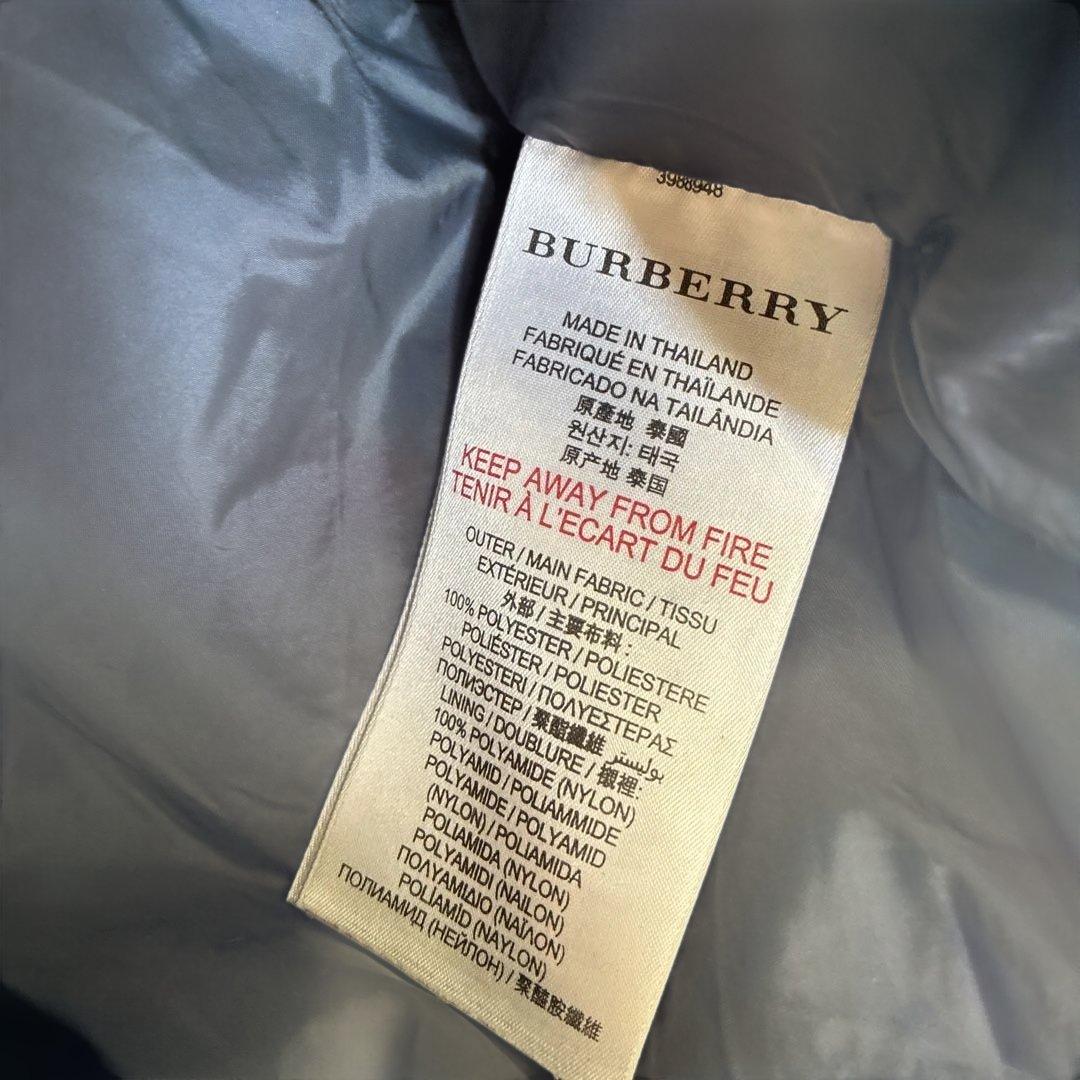 3988948
BURBERRY
MADE IN THAILAND
FABRIQUÉ EN THAÏLANDE
FABRICADO NA TAILÂNDIA
原產地 泰國
원산지: 태국
原产地 泰国
KEEP AWAY FROM FIRE
TENIR À L'ECART DU FEU
OUTER / MAIN FABRIC / TISSU
EXTÉRIEUR / PRINCIPAL
外部 / 主要布料 :
100% POLYESTER / POLIESTERE
POLIÉSTER / POLIESTER
POLYESTERI / ΠΟΛΥΕΣΤΕΡΑΣ
ПОЛИЭСТЕР / 聚酯纖維 بوليستر
LINING / DOUBLURE / 襯裡:
100% POLYAMIDE (NYLON)
POLYAMID / POLIAMMIDE
POLYAMIDE / POLYAMID
(NYLON) / POLIAMIDA
POLIAMIDA (NYLON)
POLYAMIDI (NAILON)
ΠΟΛΥΑΜΙΔΙΟ (ΝΑΪΛΟΝ)
POLÍAMÍD (NAYLON)
ПОЛИАМИД (НЕЙЛОН) / 聚醯胺纖維